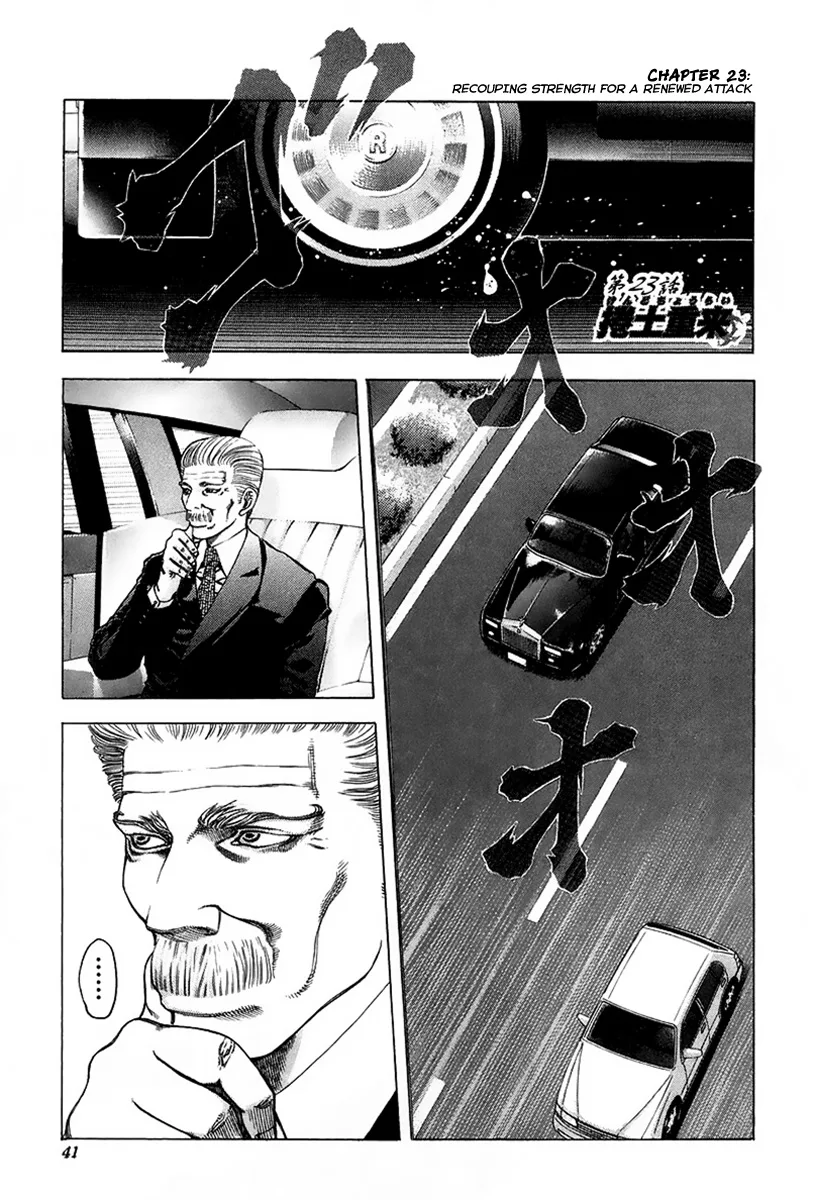 CHAPTER 23:
RECOUPING STRENGTH FOR A RENEWED ATTACK
R
第23話
捲土重来
オオオ
⋮⋮
41